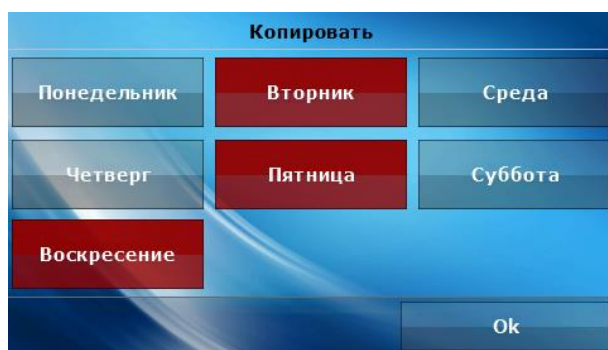 Копировать
Понедельник Вторник Среда
Четверг Пятница Суббота
Воскресение
Ok